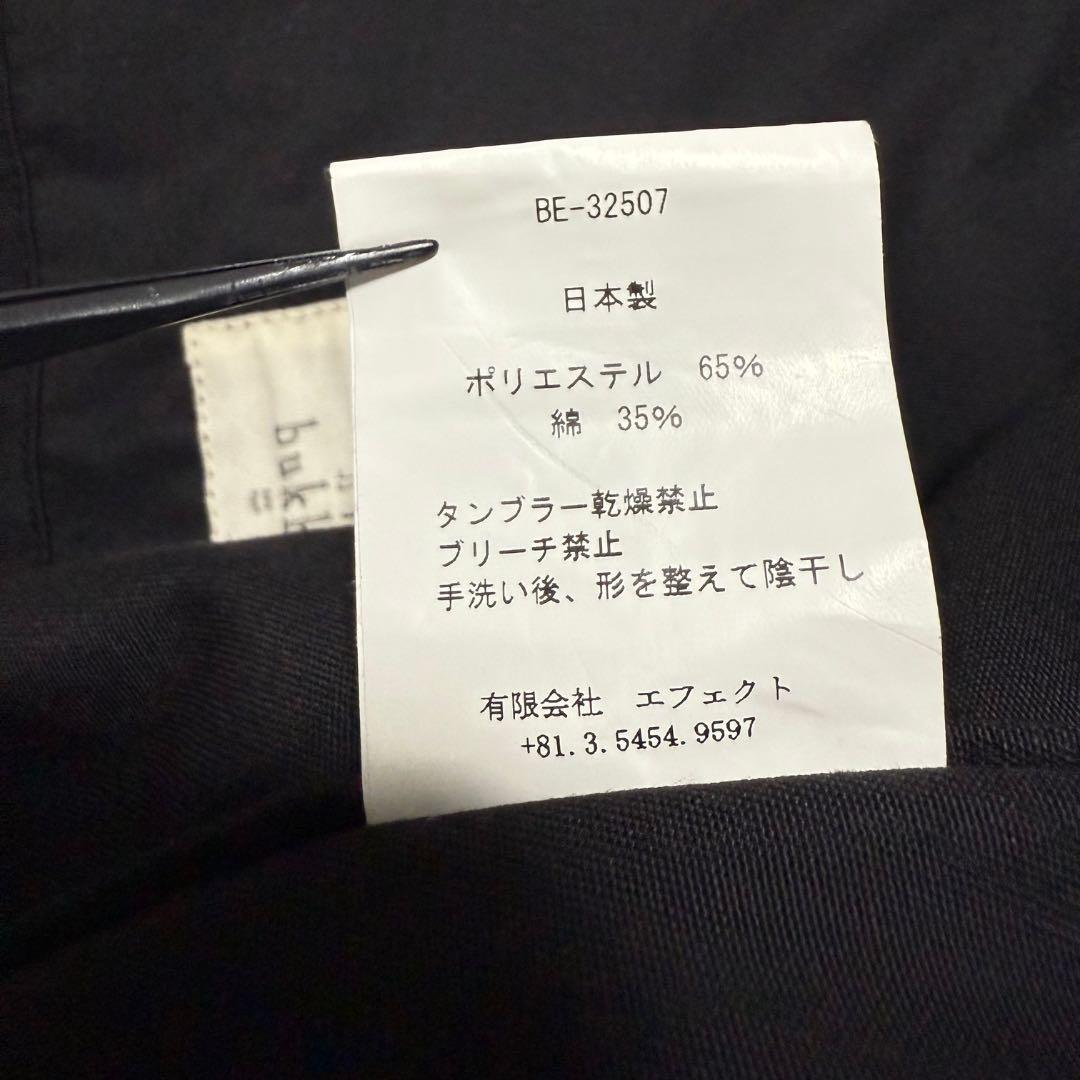 BE-32507
日本製
ポリエステル 65%
綿 35%
タンブラー乾燥禁止
ブリーチ禁止
手洗い後、形を整えて陰干し
有限会社 エフェクト
+81.3.5454.9597